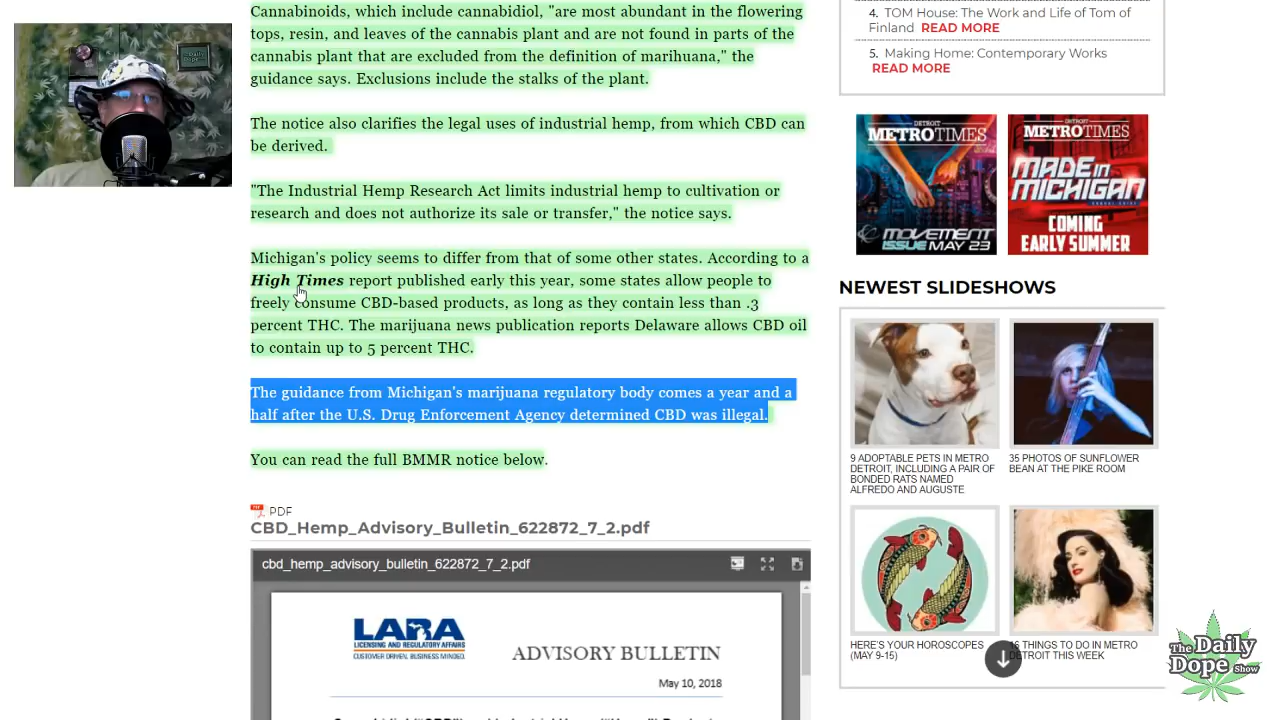 Cannabinoids, which include cannabidiol, "are most abundant in the flowering
tops, resin, and leaves of the cannabis plant and are not found in parts of the
cannabis plant that are excluded from the definition of marihuana," the
guidance says. Exclusions include the stalks of the plant.
The notice also clarifies the legal uses of industrial hemp, from which CBD can
be derived.
"The Industrial Hemp Research Act limits industrial hemp to cultivation or
research and does not authorize its sale or transfer," the notice says.
Michigan's policy seems to differ from that of some other states. According to a
High Times report published early this year, some states allow people to
freely consume CBD-based products, as long as they contain less than .3
percent THC. The marijuana news publication reports Delaware allows CBD oil
to contain up to 5 percent THC.
The guidance from Michigan's marijuana regulatory body comes a year and a
half after the U.S. Drug Enforcement Agency determined CBD was illegal.
You can read the full BMMR notice below.
PDF
CBD_Hemp_Advisory_Bulletin_622872_7_2.pdf
cbd_hemp_advisory_bulletin_622872_7_2.pdf
LARA
LICENSING AND REGULATORY AFFAIRS
CUSTOMER DRIVEN. BUSINESS MINDED.
ADVISORY BULLETIN
May 10, 2018
4. TOM House: The Work and Life of Tom of
Finland READ MORE
5. Making Home: Contemporary Works
READ MORE
DETROIT
METROTIMES
MOVEMENT
ISSUE MAY 23
DETROIT
METROTIMES
MADE IN
MICHIGAN
COMING
EARLY SUMMER
NEWEST SLIDESHOWS
9 ADOPTABLE PETS IN METRO
DETROIT, INCLUDING A PAIR OF
BONDED RATS NAMED
ALFREDO AND AUGUSTE
35 PHOTOS OF SUNFLOWER
BEAN AT THE PIKE ROOM
HERE'S YOUR HOROSCOPES
(MAY 9-15)
THINGS TO DO IN METRO
DETROIT THIS WEEK
The Daily
Dope Show